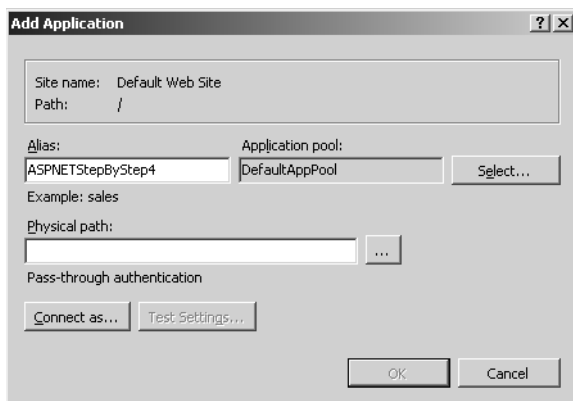 Add Application
Site name: Default Web Site
Path: /
Alias: Application pool:
ASPNETStepByStep4 DefaultAppPool Select...
Example: sales
Physical path:
...
Pass-through authentication
Connect as... Test Settings...
OK Cancel